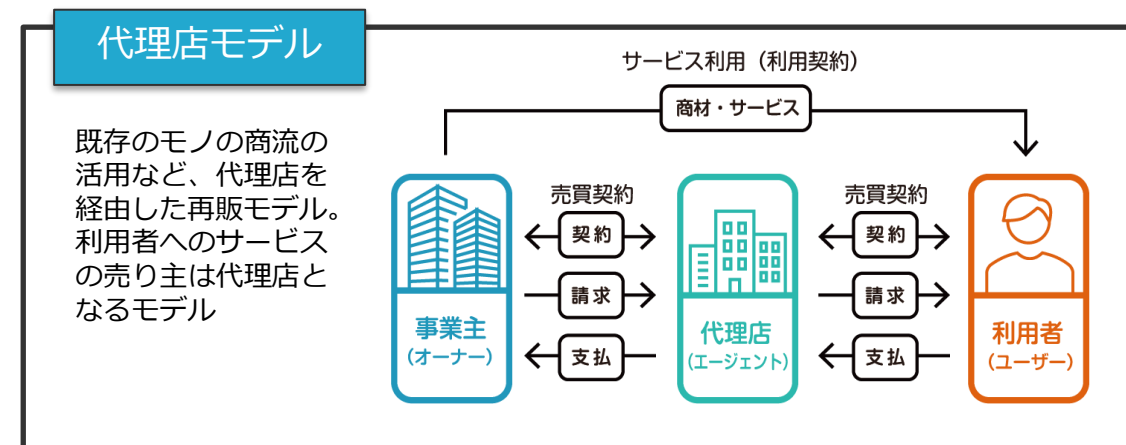 代理店モデル
既存のモノの商流の
活用など、代理店を
経由した再販モデル。
利用者へのサービス
の売り主は代理店と
なるモデル
サービス利用（利用契約）
商材・サービス
売買契約
契約
請求
支払
売買契約
契約
請求
支払
事業主
（オーナー）
代理店
（エージェント）
利用者
（ユーザー）